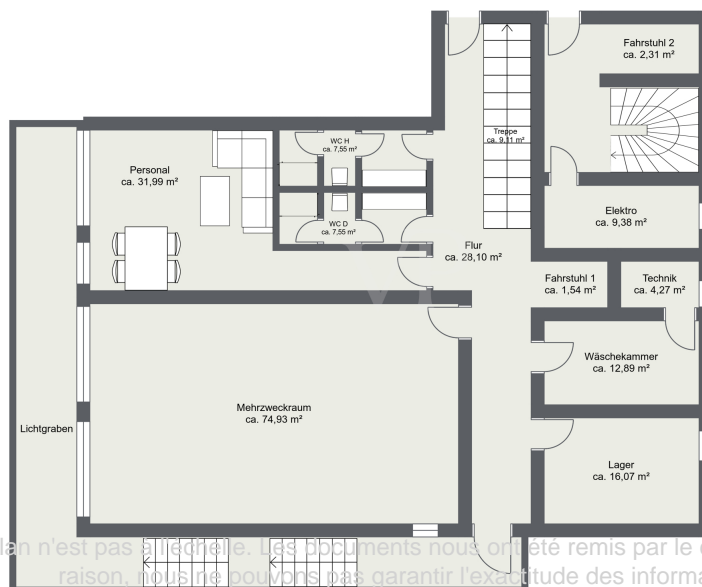 Fahrstuhl 2
ca. 2,31 m²
WC H
ca. 7,55 m²
Treppe
ca. 9,11 m²
Personal
ca. 31,99 m²
WC D
ca. 7,55 m²
Elektro
ca. 9,38 m²
Flur
ca. 28,10 m²
Fahrstuhl 1
ca. 1,54 m²
Technik
ca. 4,27 m²
Wäschekammer
ca. 12,89 m²
Mehrzweckraum
ca. 74,93 m²
Lichtgraben
Lager
ca. 16,07 m²
n'est pas à l'échelle. Les documents nous ont été remis par le
raison, nous ne pouvons pas garantir l'exactitude des